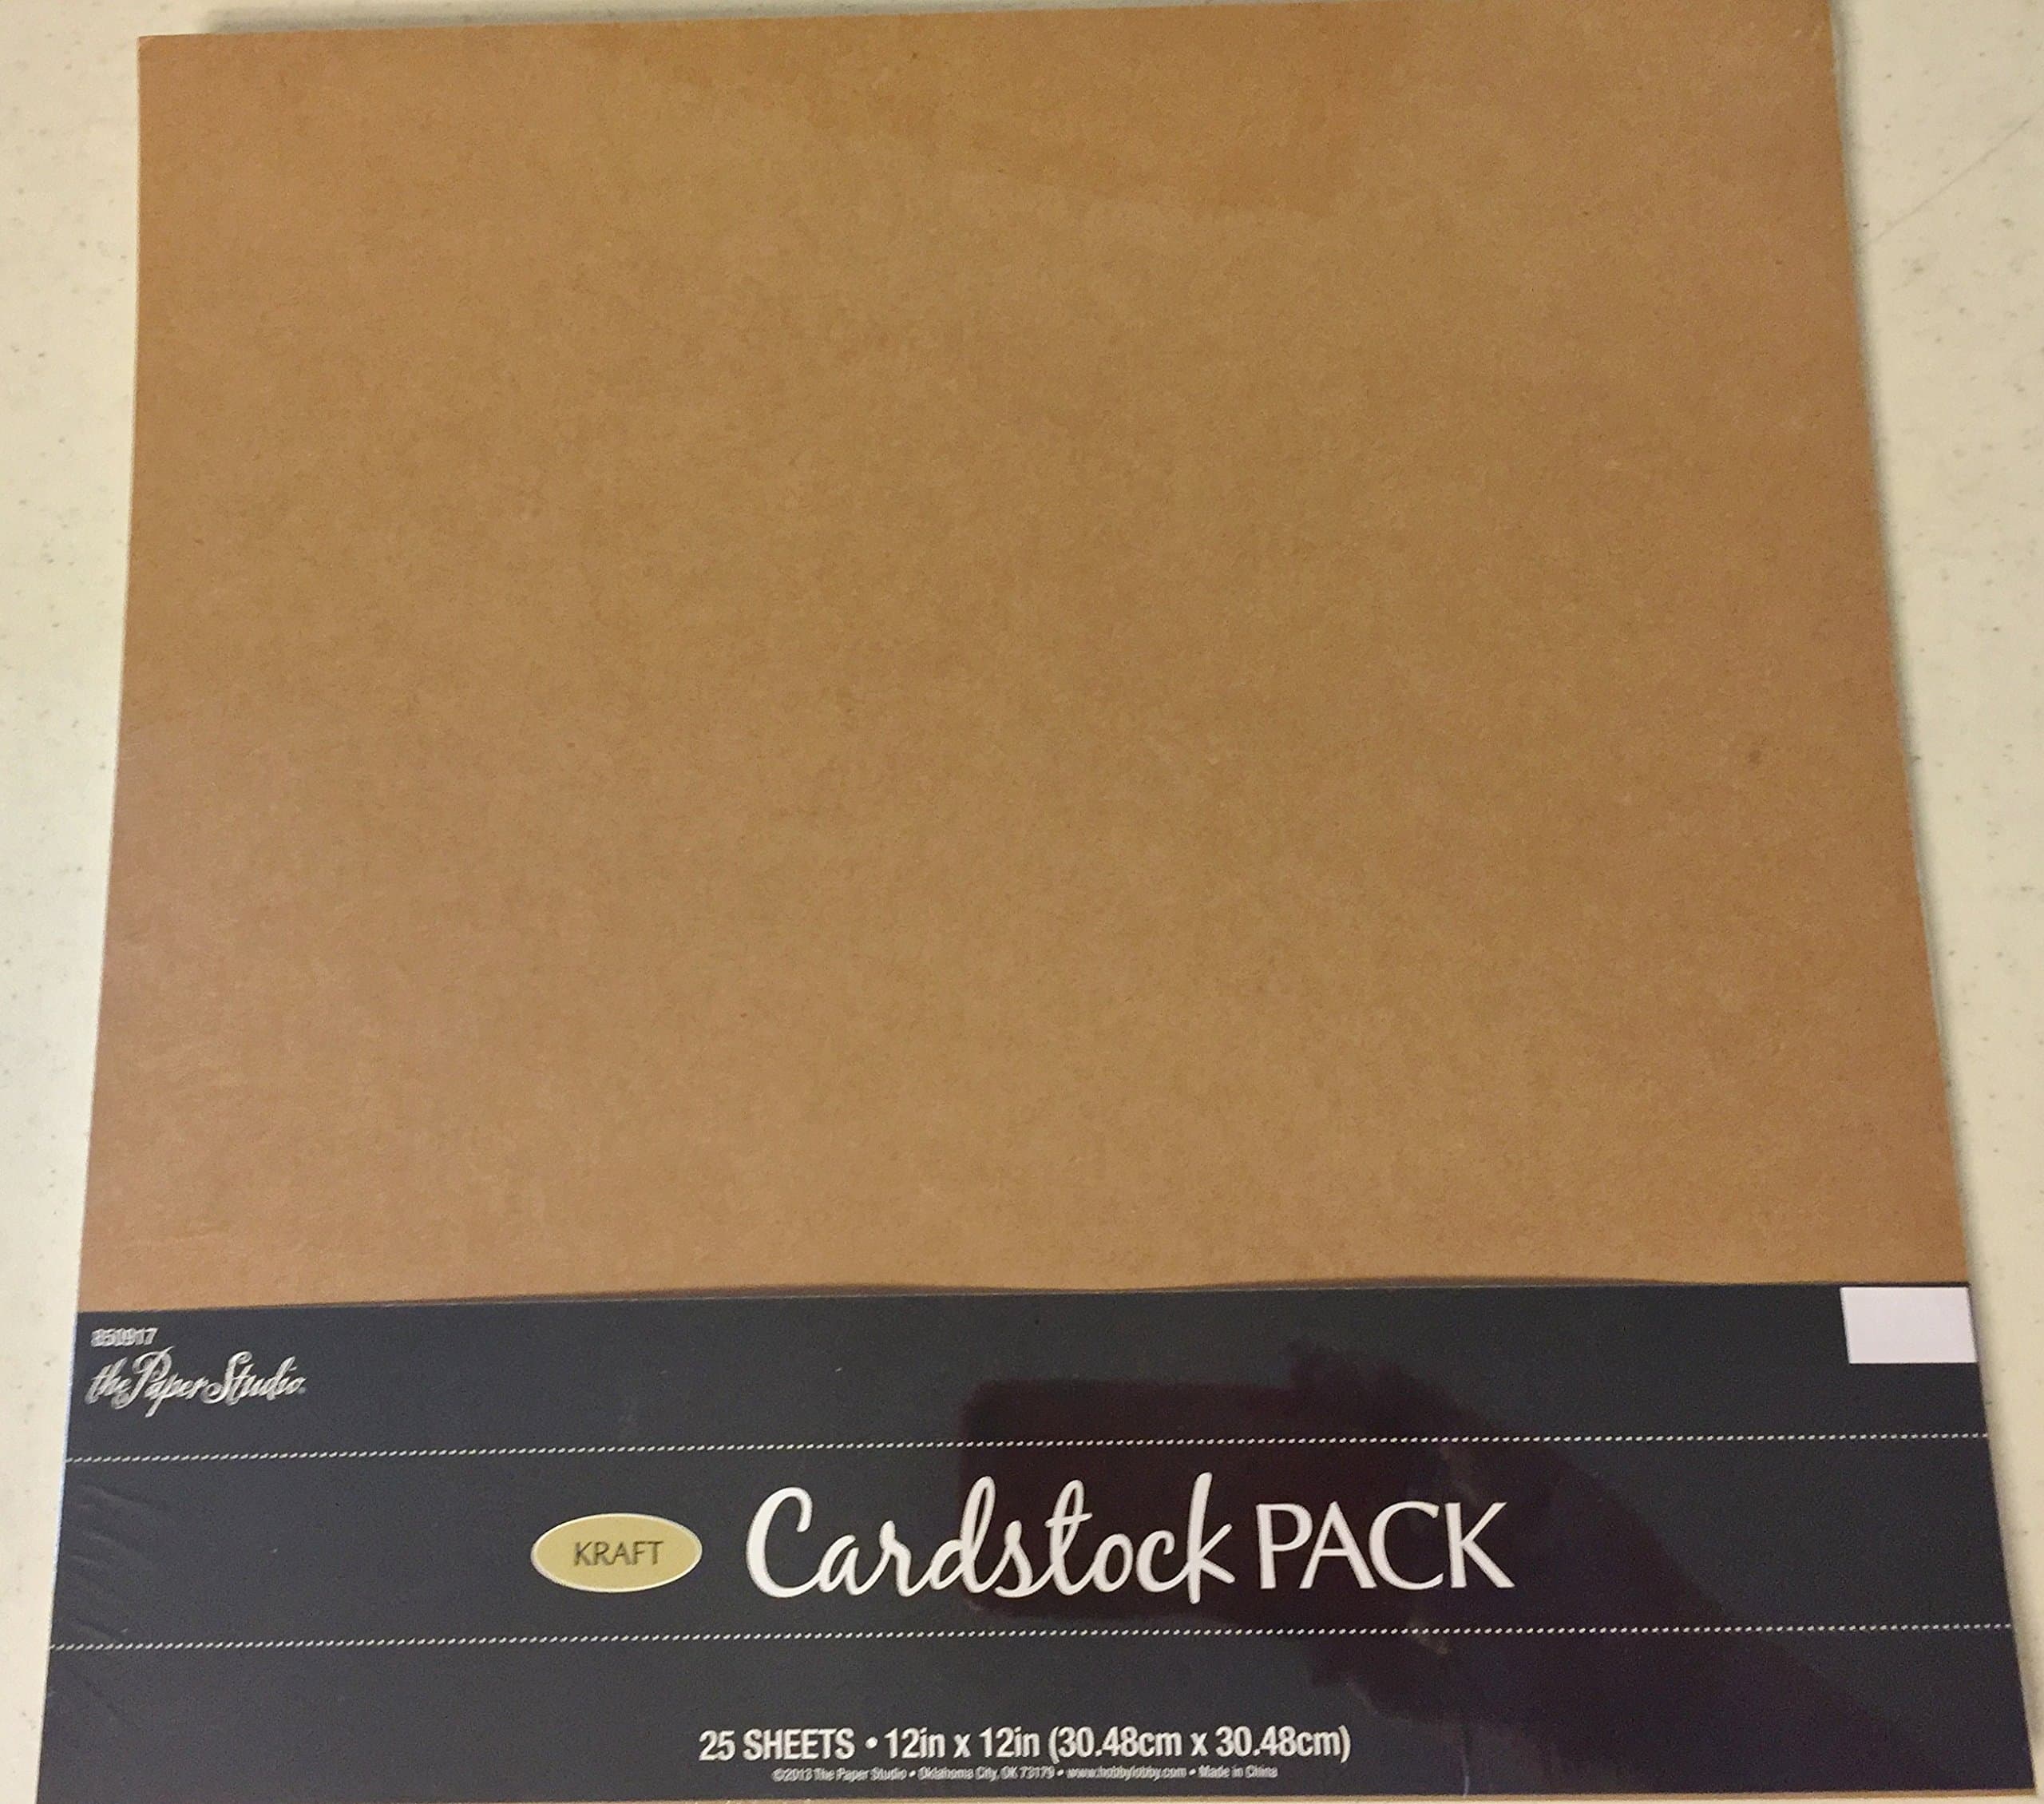 850917
the Paper Studio®
KRAFT Cardstock PACK
25 SHEETS • 12in x 12in (30.48cm x 30.48cm)
©2013 The Paper Studio • Oklahoma City, OK 73179 • www.hobbylobby.com • Made in China